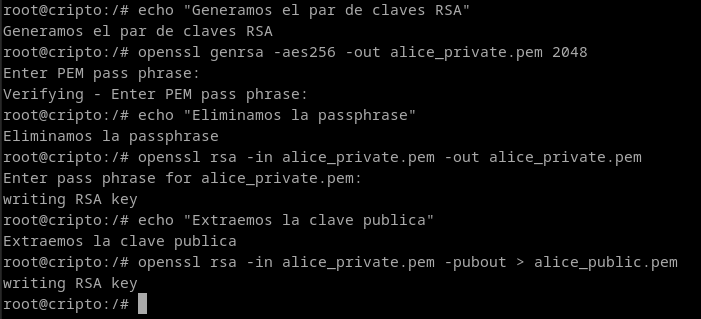 root@cripto:/# echo "Generamos el par de claves RSA"
Generamos el par de claves RSA
root@cripto:/# openssl genrsa -aes256 -out alice_private.pem 2048
Enter PEM pass phrase:
Verifying - Enter PEM pass phrase:
root@cripto:/# echo "Eliminamos la passphrase"
Eliminamos la passphrase
root@cripto:/# openssl rsa -in alice_private.pem -out alice_private.pem
Enter pass phrase for alice_private.pem:
writing RSA key
root@cripto:/# echo "Extraemos la clave publica"
Extraemos la clave publica
root@cripto:/# openssl rsa -in alice_private.pem -pubout > alice_public.pem
writing RSA key
root@cripto:/#